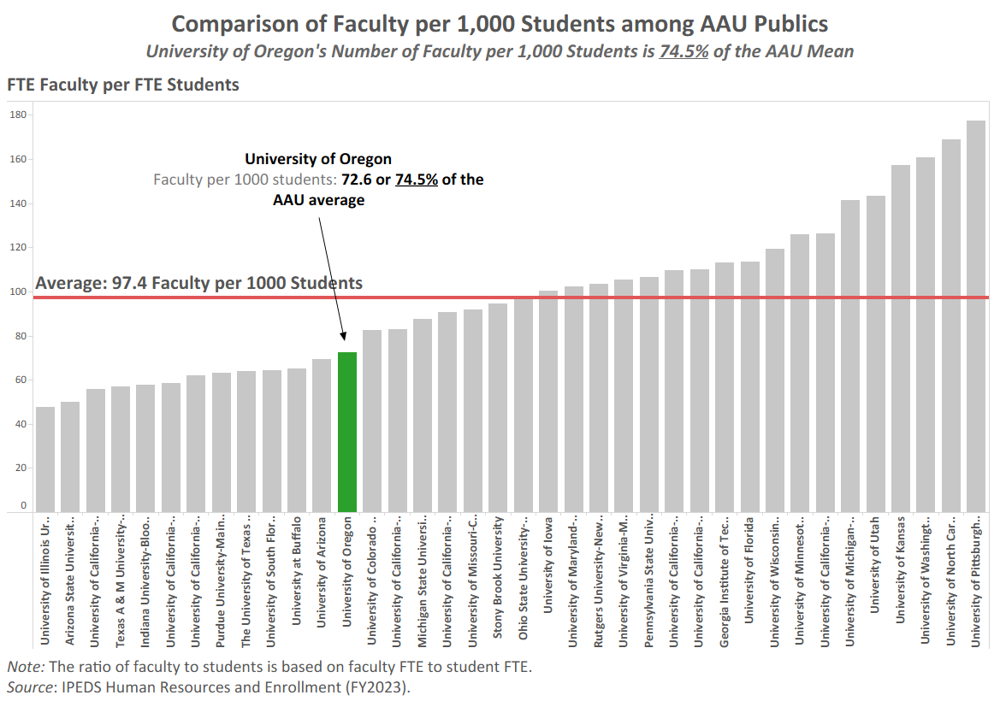 Comparison of Faculty per 1,000 Students among AAU Publics
University of Oregon's Number of Faculty per 1,000 Students is 74.5% of the AAU Mean
FTE Faculty per FTE Students
180
160
140
120
100
80
60
40
20
0
University of Oregon
Faculty per 1000 students: 72.6 or 74.5% of the
AAU average
Average: 97.4 Faculty per 1000 Students
University of Illinois Ur..
Arizona State Universit..
University of California-..
Texas A & M University-..
Indiana University-Bloo..
University of California-..
University of California-..
Purdue University-Main..
The University of Texas ..
University of South Flor..
University at Buffalo
University of Arizona
University of Oregon
University of Colorado ..
University of California-..
Michigan State Universi..
University of California-..
University of Missouri-C..
Stony Brook University
Ohio State University-..
University of Iowa
University of Maryland-..
Rutgers University-New..
University of Virginia-M..
Pennsylvania State Univ..
University of California-..
University of California-..
Georgia Institute of Tec..
University of Florida
University of Wisconsin..
University of Minnesot..
University of California-..
University of Michigan-..
University of Utah
University of Kansas
University of Washingt..
University of North Car..
University of Pittsburgh..
Note: The ratio of faculty to students is based on faculty FTE to student FTE.
Source: IPEDS Human Resources and Enrollment (FY2023).